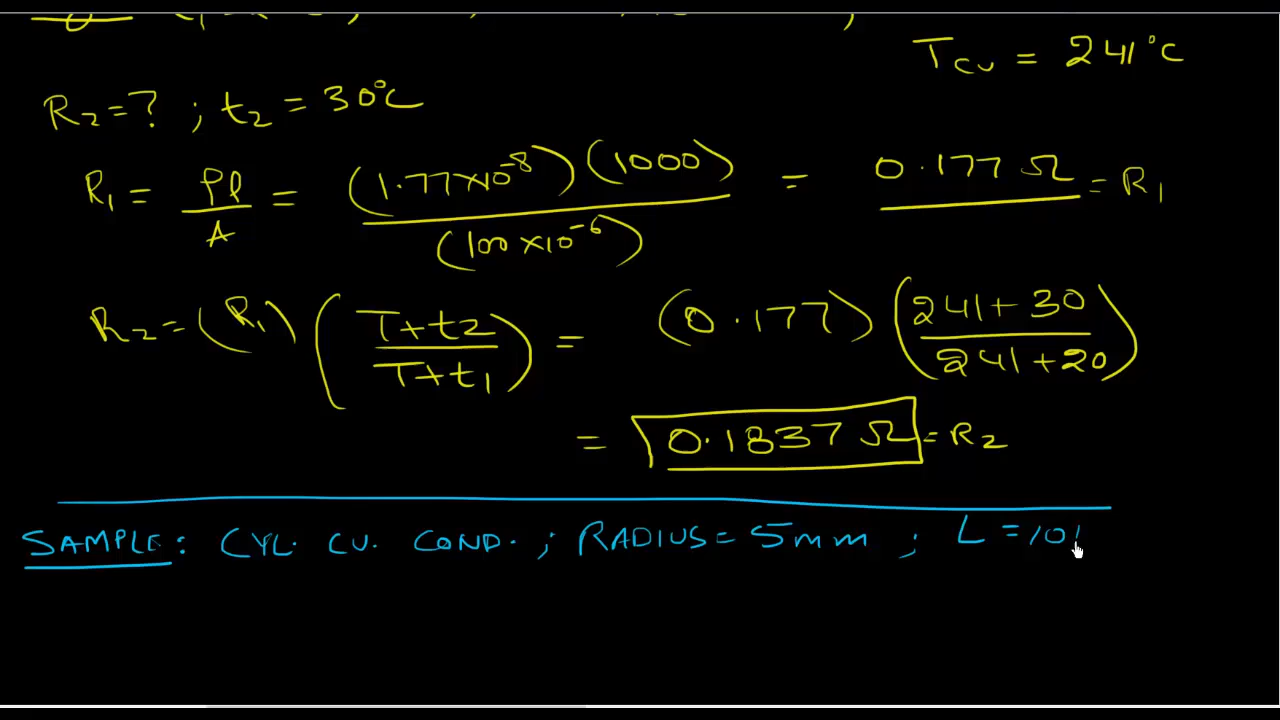 T_CU = 241°C
R2 = ? ; t2 = 30°C
R1 = ρl/A = (1.77×10^-8)(1000)/(100×10^-6) = 0.177 Ω = R1
R2 = (R1)((T+t2)/(T+t1)) = (0.177)((241+30)/(241+20))
= 0.1837 Ω = R2
SAMPLE: CYL. CU. COND. ; RADIUS = 5mm ; L = 10